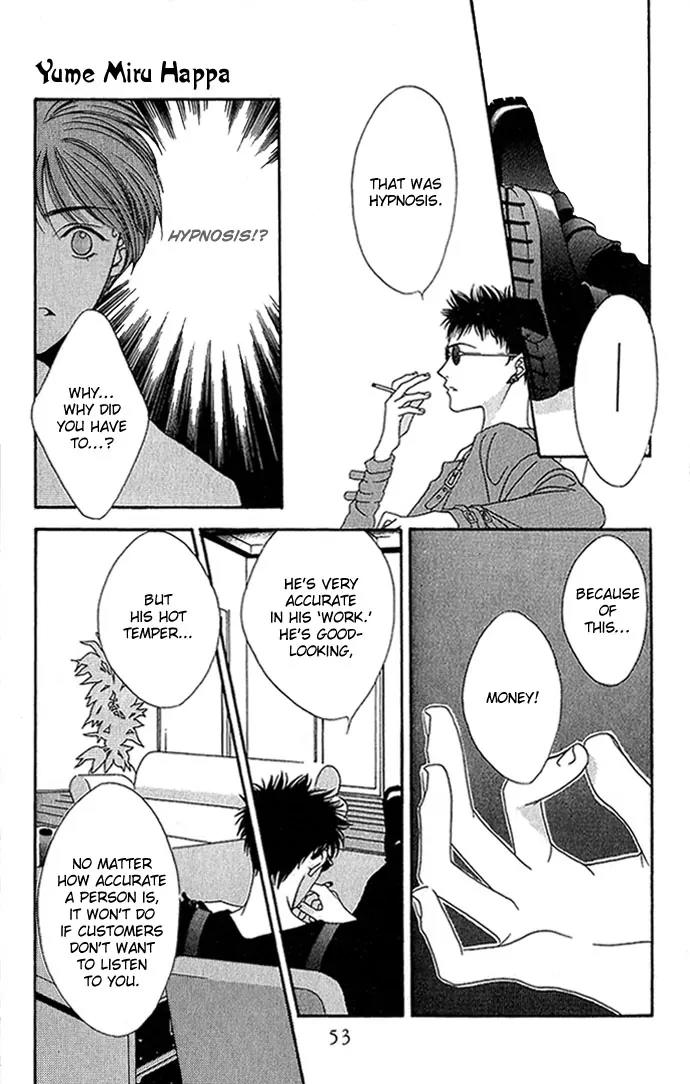 Yume Miru Happa
THAT WAS
HYPNOSIS.
HYPNOSIS!?
WHY...
WHY DID
YOU HAVE
TO...?
BECAUSE
OF
THIS...
MONEY!
HE'S VERY
ACCURATE
IN HIS 'WORK.'
HE'S GOOD-
LOOKING,
BUT
HIS HOT
TEMPER...
NO MATTER
HOW ACCURATE
A PERSON IS,
IT WON'T DO
IF CUSTOMERS
DON'T WANT
TO LISTEN
TO YOU.
53